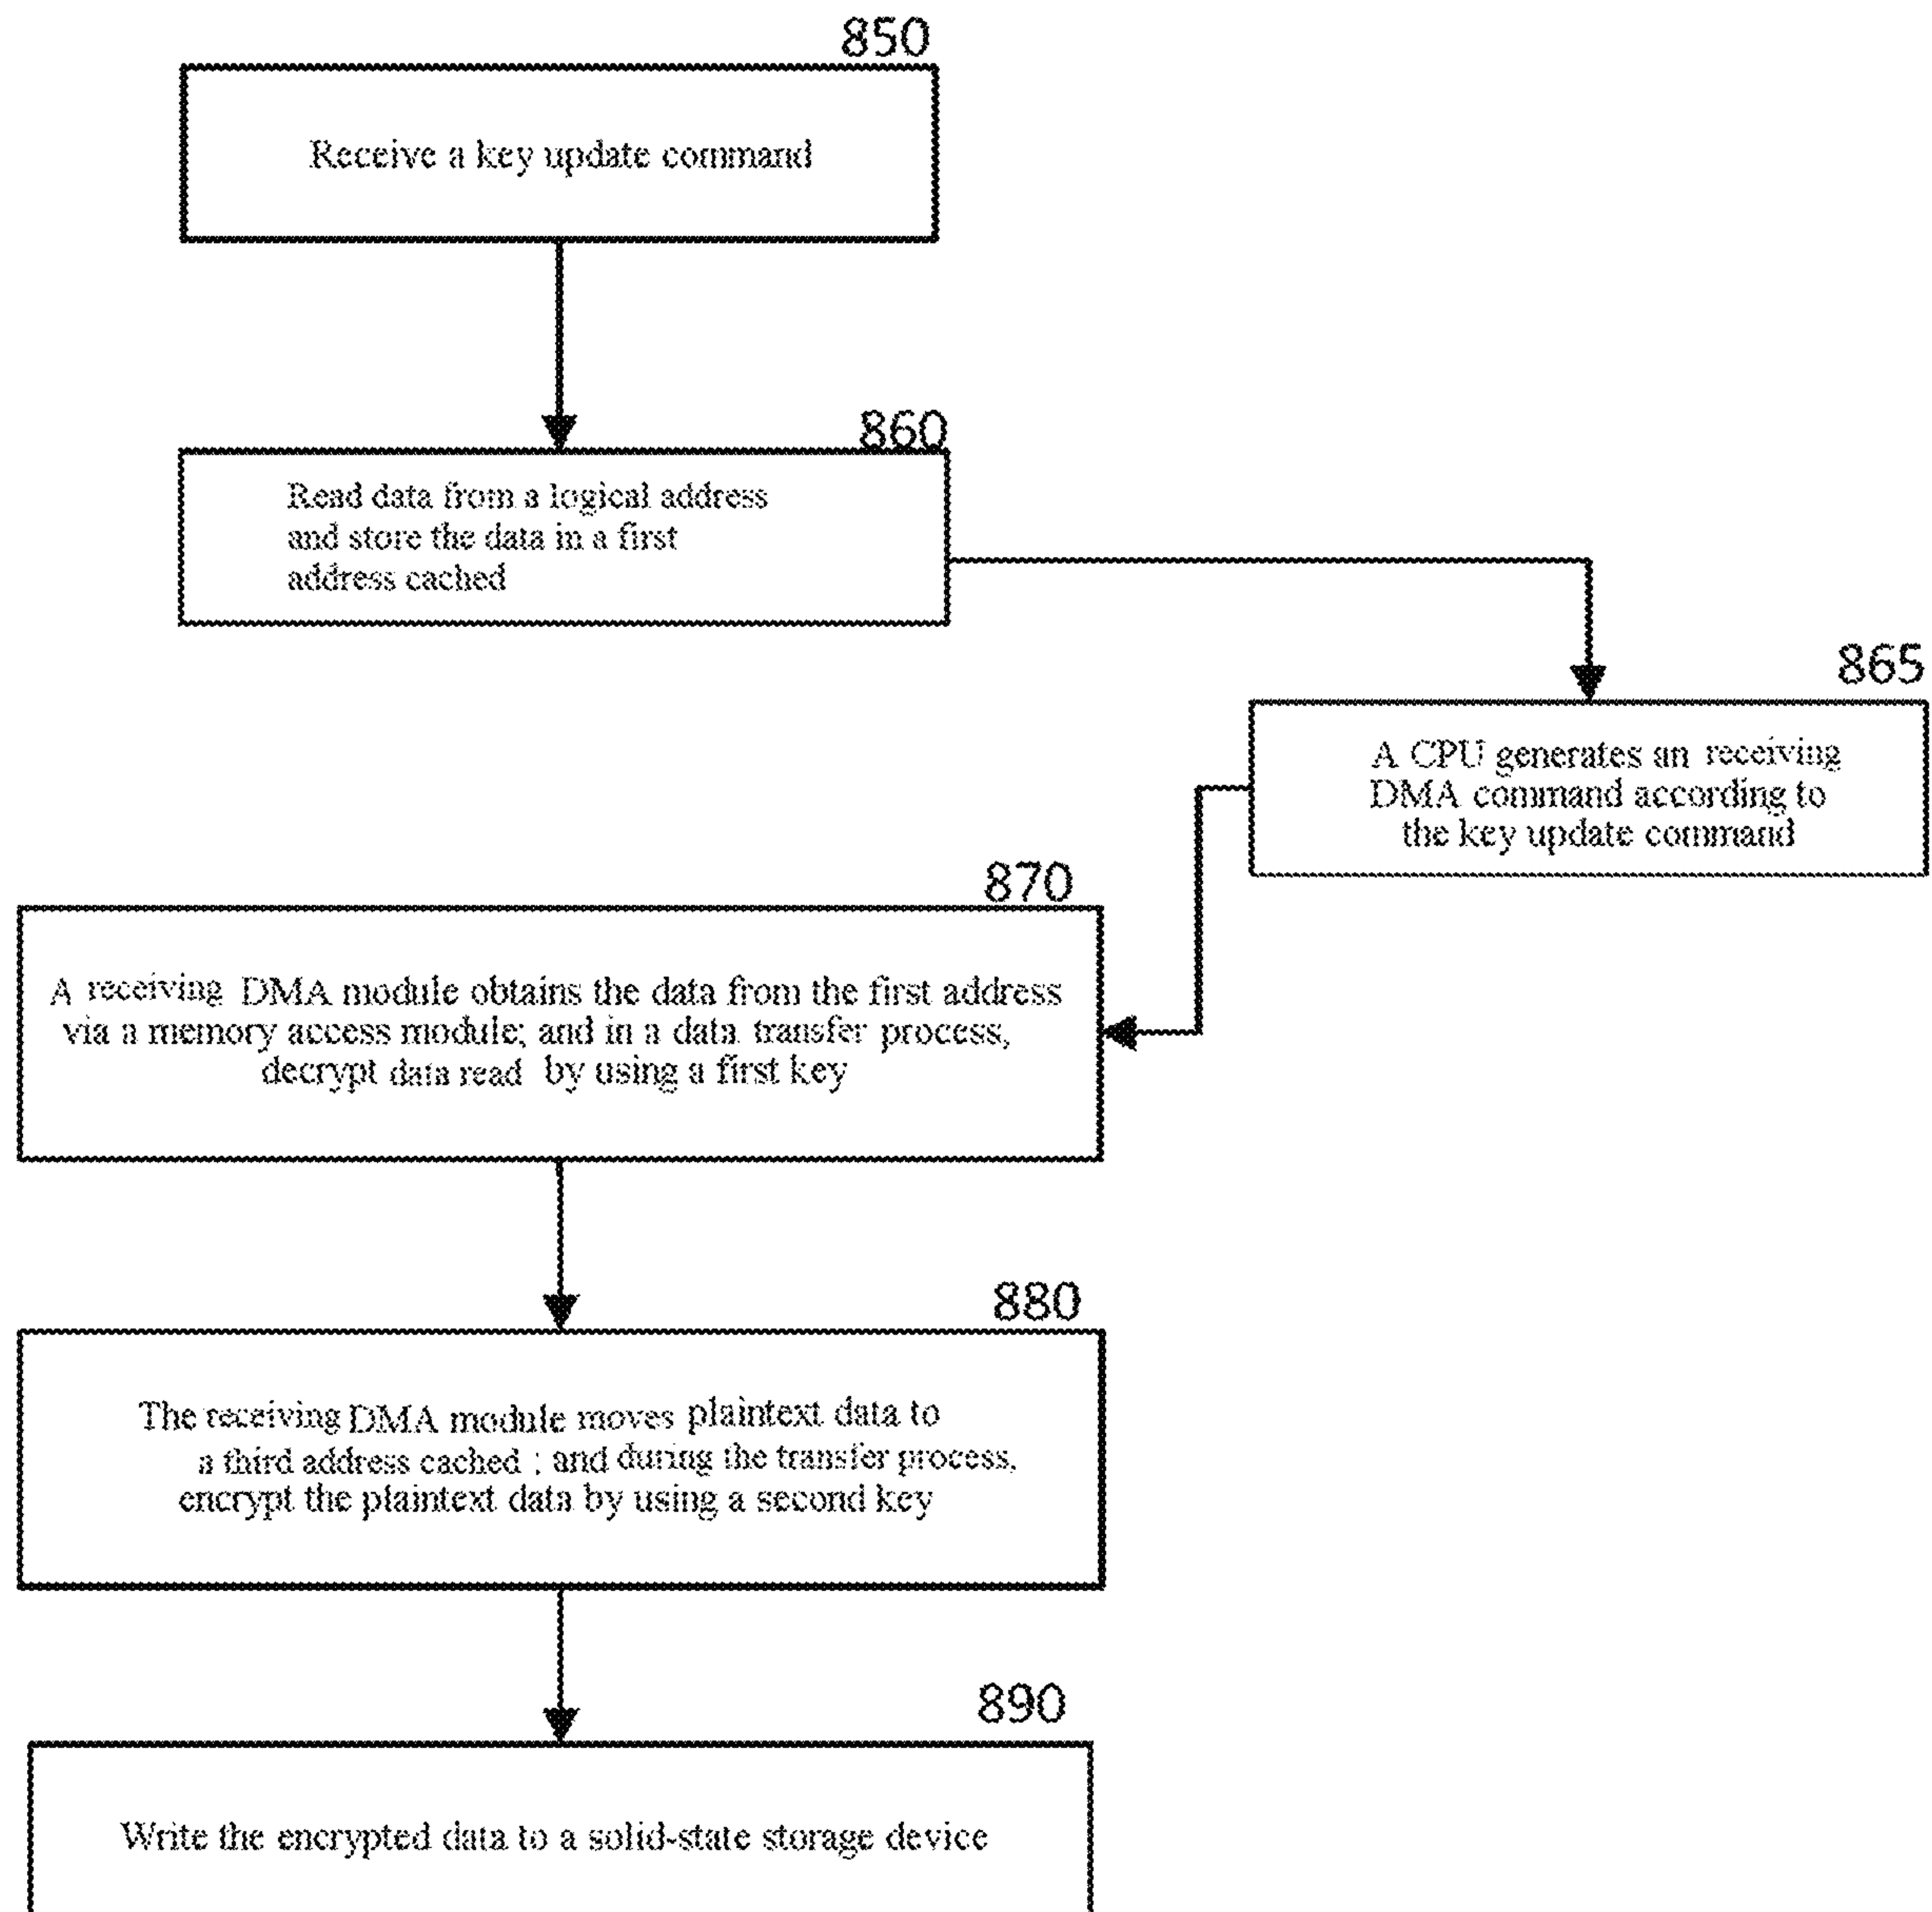 850
Receive a key update command
860
Read data from a logical address
and store the data in a first
address cached
865
A CPU generates an receiving
DMA command according to
the key update command
870
A receiving DMA module obtains the data from the first address
via a memory access module; and in a data transfer process,
decrypt data read by using a first key
880
The receiving DMA module moves plaintext data to
a third address cached ; and during the transfer process,
encrypt the plaintext data by using a second key
890
Write the encrypted data to a solid-state storage device